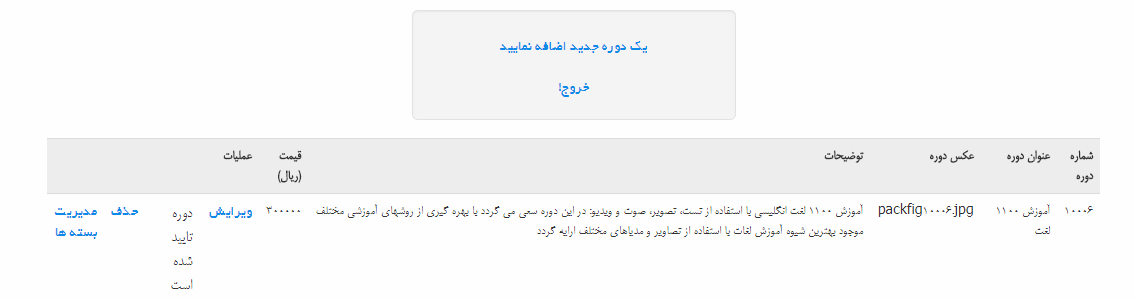 یک دوره جدید اضافه نمایید
خروج!
شماره دوره	عنوان دوره	عکس دوره	توضیحات	قیمت (ریال)	عملیات
۱۰۰۰۶	آموزش ۱۱۰۰ لغت	packfig۱۰۰۰۶.jpg	آموزش ۱۱۰۰ لغت انگلیسی با استفاده از تست، تصویر، صوت و ویدیو: در این دوره سعی می گردد با بهره گیری از روشهای آموزشی مختلف موجود بهترین شیوه آموزش لغات با استفاده از تصاویر و مدیاهای مختلف ارایه گردد	۳۰۰۰۰۰	ویرایش	دوره تایید شده است	حذف	مدیریت بسته ها